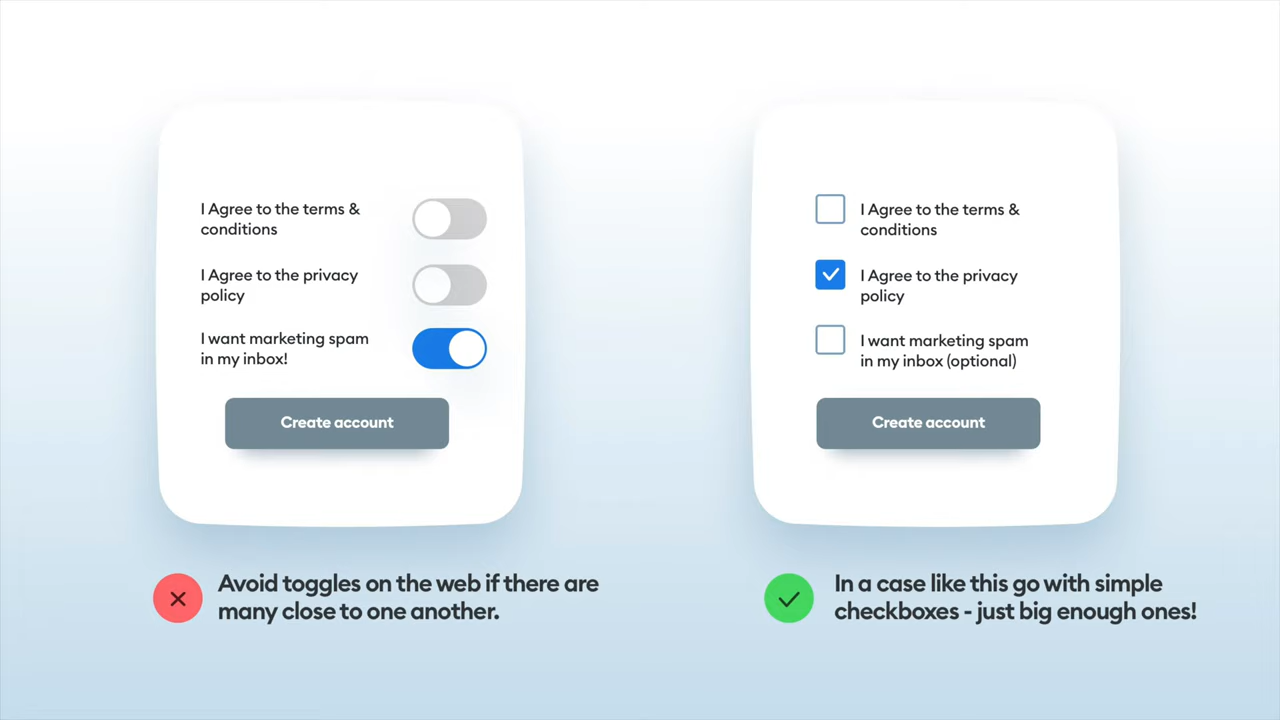 I Agree to the terms &
conditions
I Agree to the privacy
policy
I want marketing spam
in my inbox!
Create account
Avoid toggles on the web if there are
many close to one another.
I Agree to the terms &
conditions
I Agree to the privacy
policy
I want marketing spam
in my inbox (optional)
Create account
In a case like this go with simple
checkboxes - just big enough ones!